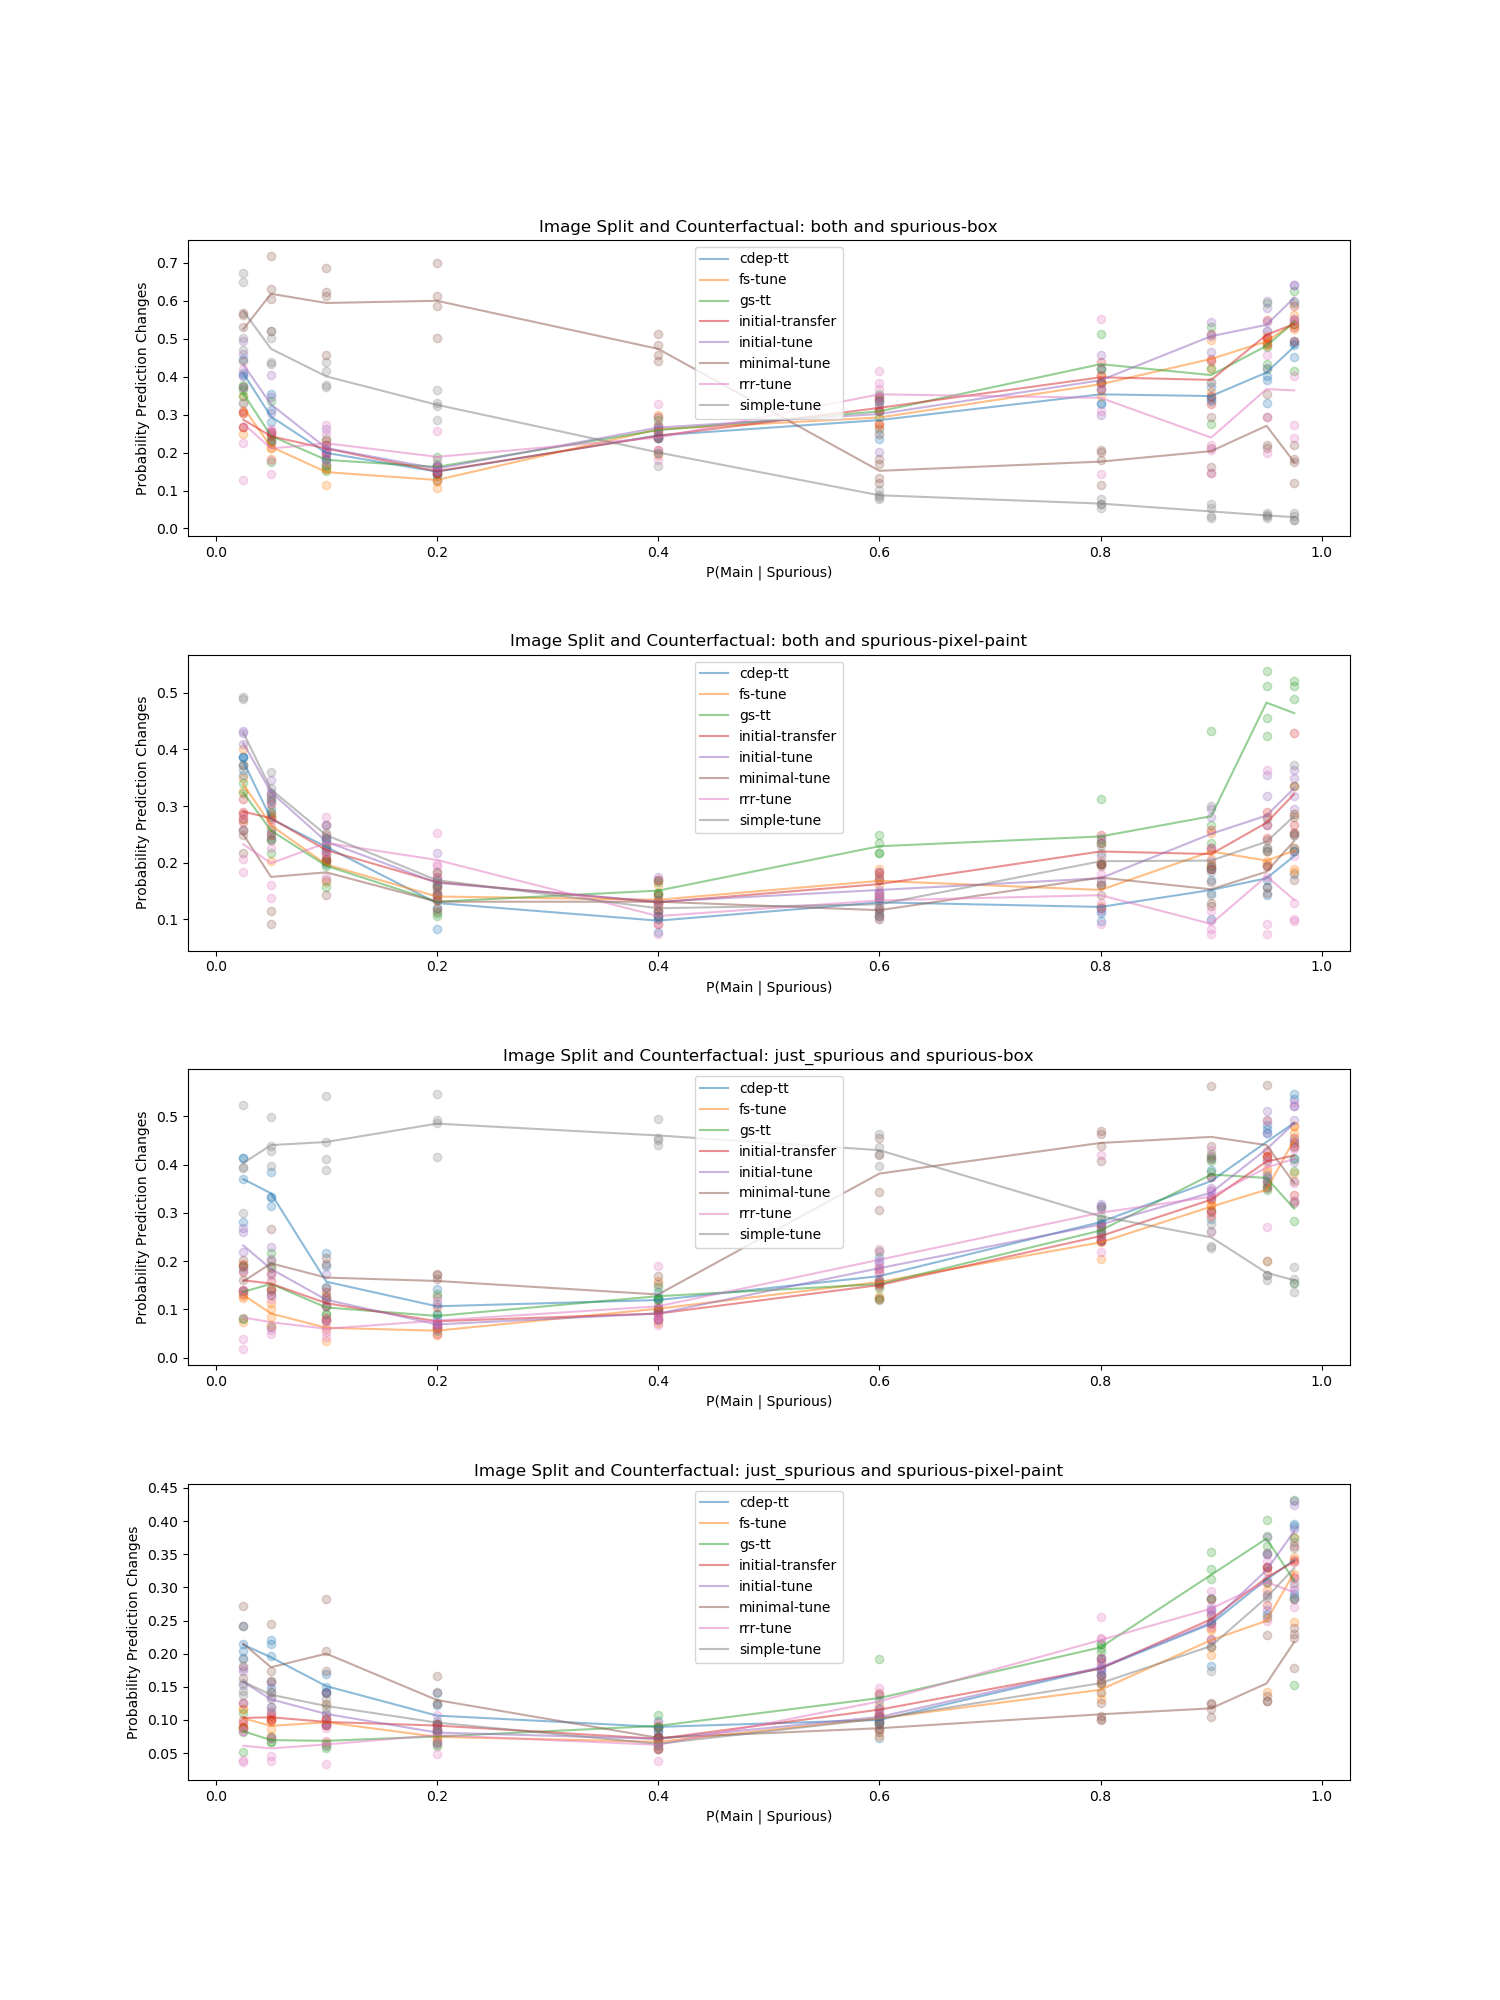 Image Split and Counterfactual: both and spurious-box
Probability Prediction Changes
0.7
0.6
0.5
0.4
0.3
0.2
0.1
0.0
cdep-tt
fs-tune
gs-tt
initial-transfer
initial-tune
minimal-tune
rrr-tune
simple-tune
0.0 0.2 0.4 0.6 0.8 1.0
P(Main | Spurious)
Image Split and Counterfactual: both and spurious-pixel-paint
Probability Prediction Changes
0.5
0.4
0.3
0.2
0.1
cdep-tt
fs-tune
gs-tt
initial-transfer
initial-tune
minimal-tune
rrr-tune
simple-tune
0.0 0.2 0.4 0.6 0.8 1.0
P(Main | Spurious)
Image Split and Counterfactual: just_spurious and spurious-box
Probability Prediction Changes
0.5
0.4
0.3
0.2
0.1
0.0
cdep-tt
fs-tune
gs-tt
initial-transfer
initial-tune
minimal-tune
rrr-tune
simple-tune
0.0 0.2 0.4 0.6 0.8 1.0
P(Main | Spurious)
Image Split and Counterfactual: just_spurious and spurious-pixel-paint
Probability Prediction Changes
0.45
0.40
0.35
0.30
0.25
0.20
0.15
0.10
0.05
cdep-tt
fs-tune
gs-tt
initial-transfer
initial-tune
minimal-tune
rrr-tune
simple-tune
0.0 0.2 0.4 0.6 0.8 1.0
P(Main | Spurious)